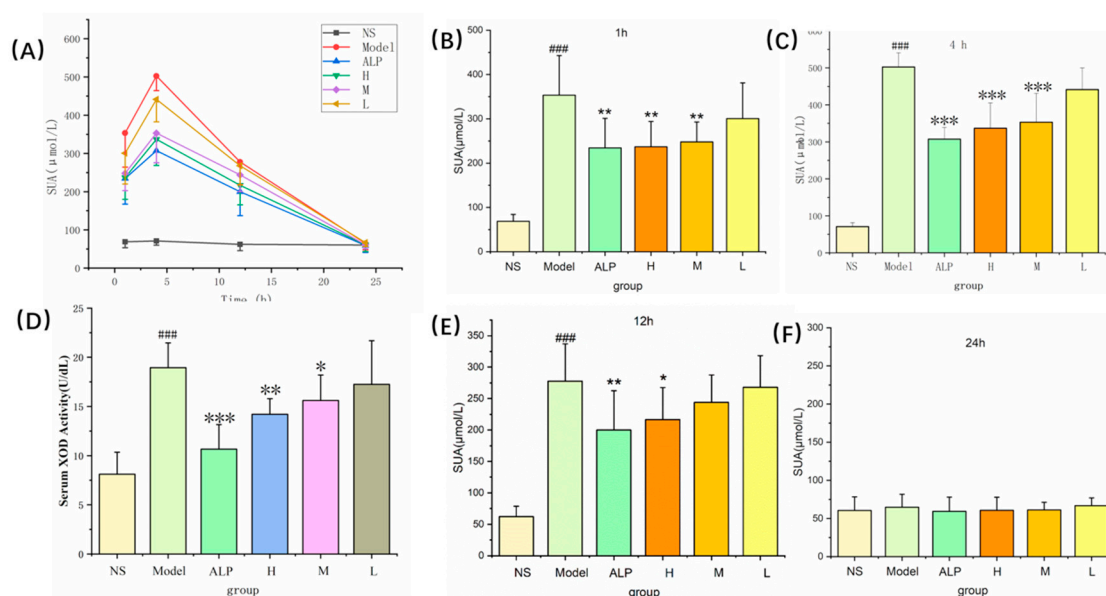 (A)
SUA(μmol/L)
600
500
400
300
200
100
0
0 5 10 15 20 25
Time (h)
NS
Model
ALP
H
M
L
(B)
1h
SUA(μmol/L)
500
400
300
200
100
0
###
** ** **
NS Model ALP H M L
group
(C)
4 h
SUA(μmol/L)
500
400
300
200
100
0
###
*** *** ***
NS Model ALP H M L
group
(D)
Serum XOD Activity(U/dL)
25
20
15
10
5
0
###
*** ** *
NS Model ALP H M L
group
(E)
12h
SUA(μmol/L)
350
300
250
200
150
100
50
0
###
** *
NS Model ALP H M L
group
(F)
24h
SUA(μmol/L)
300
250
200
150
100
50
0
NS Model ALP H M L
group